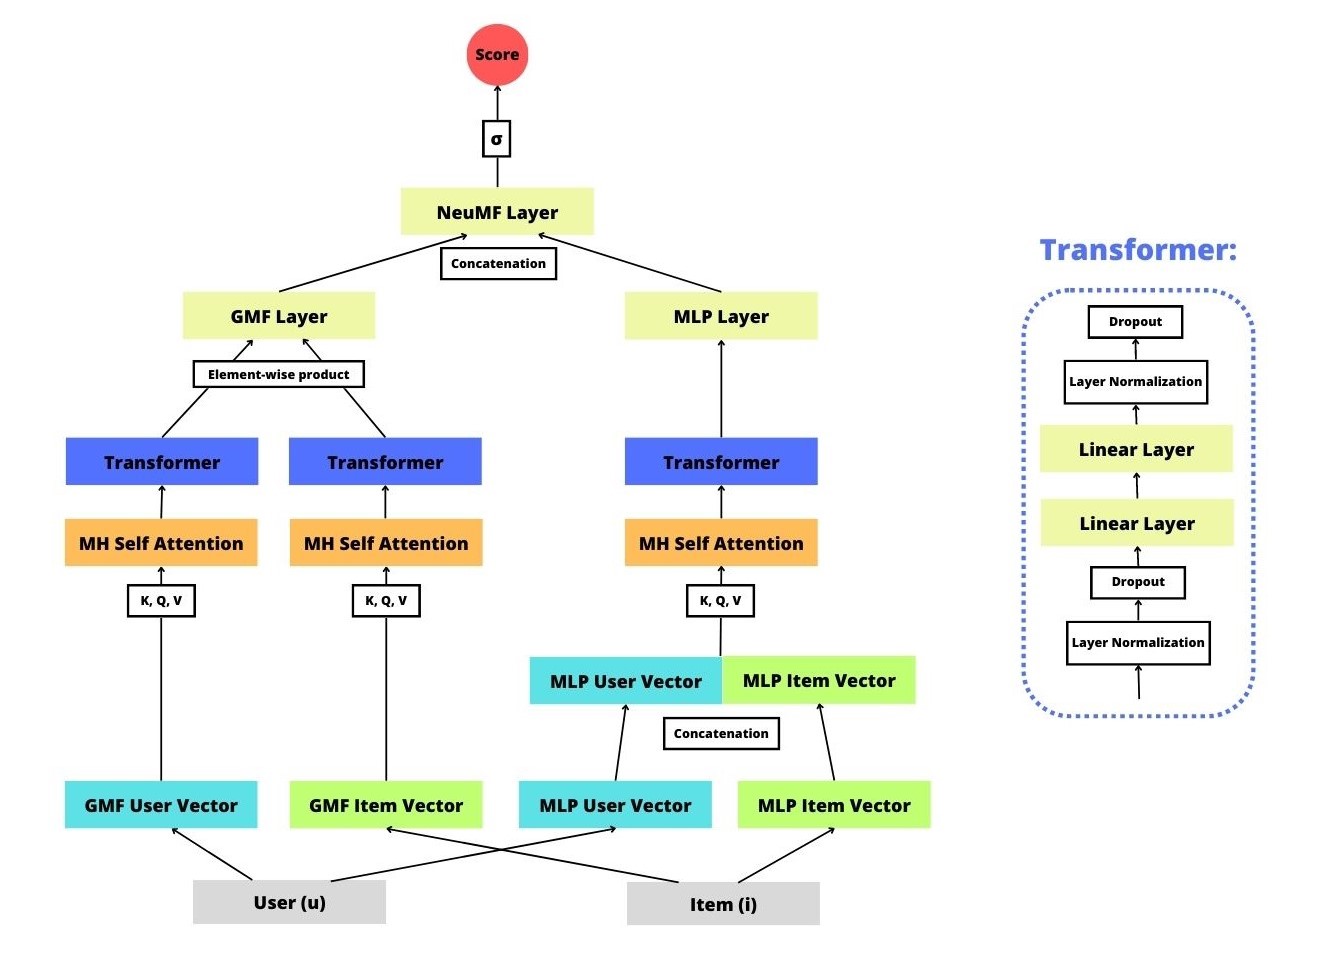 Score
σ
NeuMF Layer
Concatenation
GMF Layer
MLP Layer
Element-wise product
Transformer
Transformer
Transformer
MH Self Attention
MH Self Attention
MH Self Attention
K, Q, V
K, Q, V
K, Q, V
MLP User Vector
MLP Item Vector
Concatenation
GMF User Vector
GMF Item Vector
MLP User Vector
MLP Item Vector
User (u)
Item (i)
Transformer:
Dropout
Layer Normalization
Linear Layer
Linear Layer
Dropout
Layer Normalization